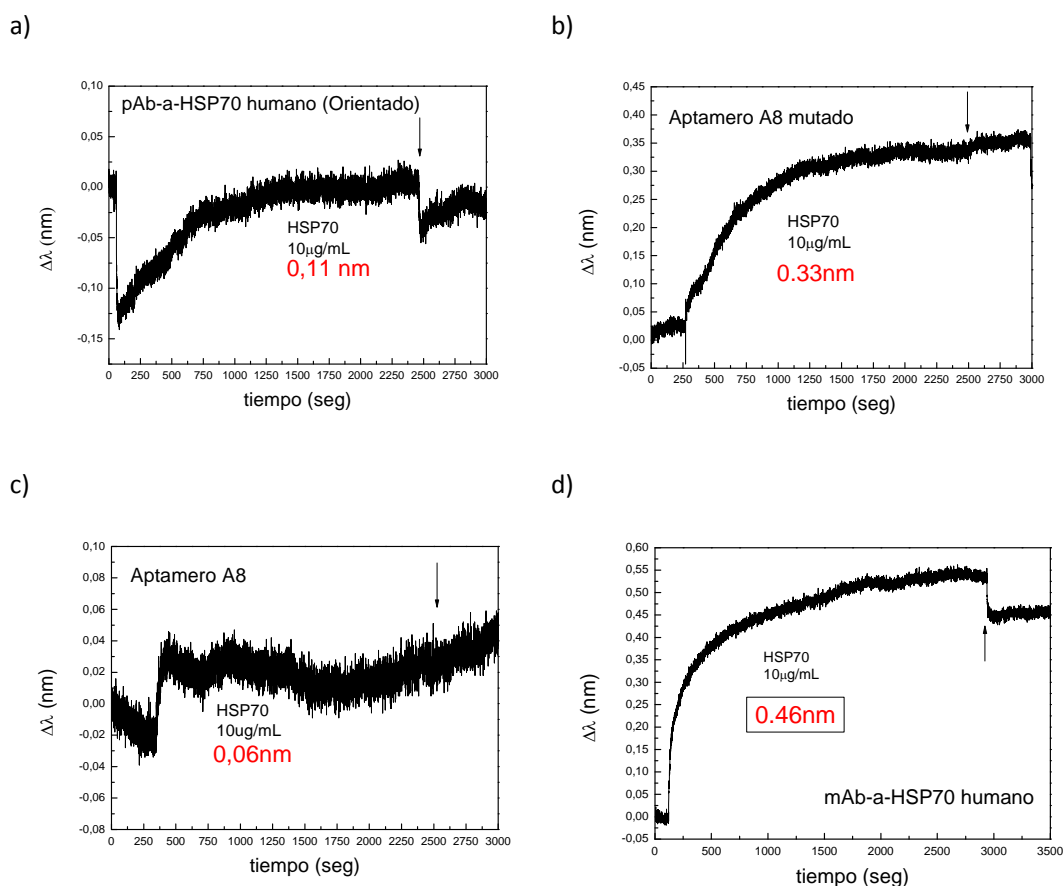 a)
pAb-a-HSP70 humano (Orientado)
HSP70
10μg/mL
0,11 nm
Δλ (nm)
0,10
0,05
0,00
-0,05
-0,10
-0,15
0 250 500 750 1000 1250 1500 1750 2000 2250 2500 2750 3000
tiempo (seg)
b)
Aptamero A8 mutado
HSP70
10μg/mL
0.33nm
Δλ (nm)
0,45
0,40
0,35
0,30
0,25
0,20
0,15
0,10
0,05
0,00
-0,05
0 250 500 750 1000 1250 1500 1750 2000 2250 2500 2750 3000
tiempo (seg)
c)
Aptamero A8
HSP70
10ug/mL
0,06nm
Δλ (nm)
0,10
0,08
0,06
0,04
0,02
0,00
-0,02
-0,04
-0,06
-0,08
0 250 500 750 1000 1250 1500 1750 2000 2250 2500 2750 3000
tiempo (seg)
d)
HSP70
10μg/mL
0.46nm
mAb-a-HSP70 humano
Δλ (nm)
0,60
0,55
0,50
0,45
0,40
0,35
0,30
0,25
0,20
0,15
0,10
0,05
0,00
-0,05
0 500 1000 1500 2000 2500 3000 3500
tiempo (seg)